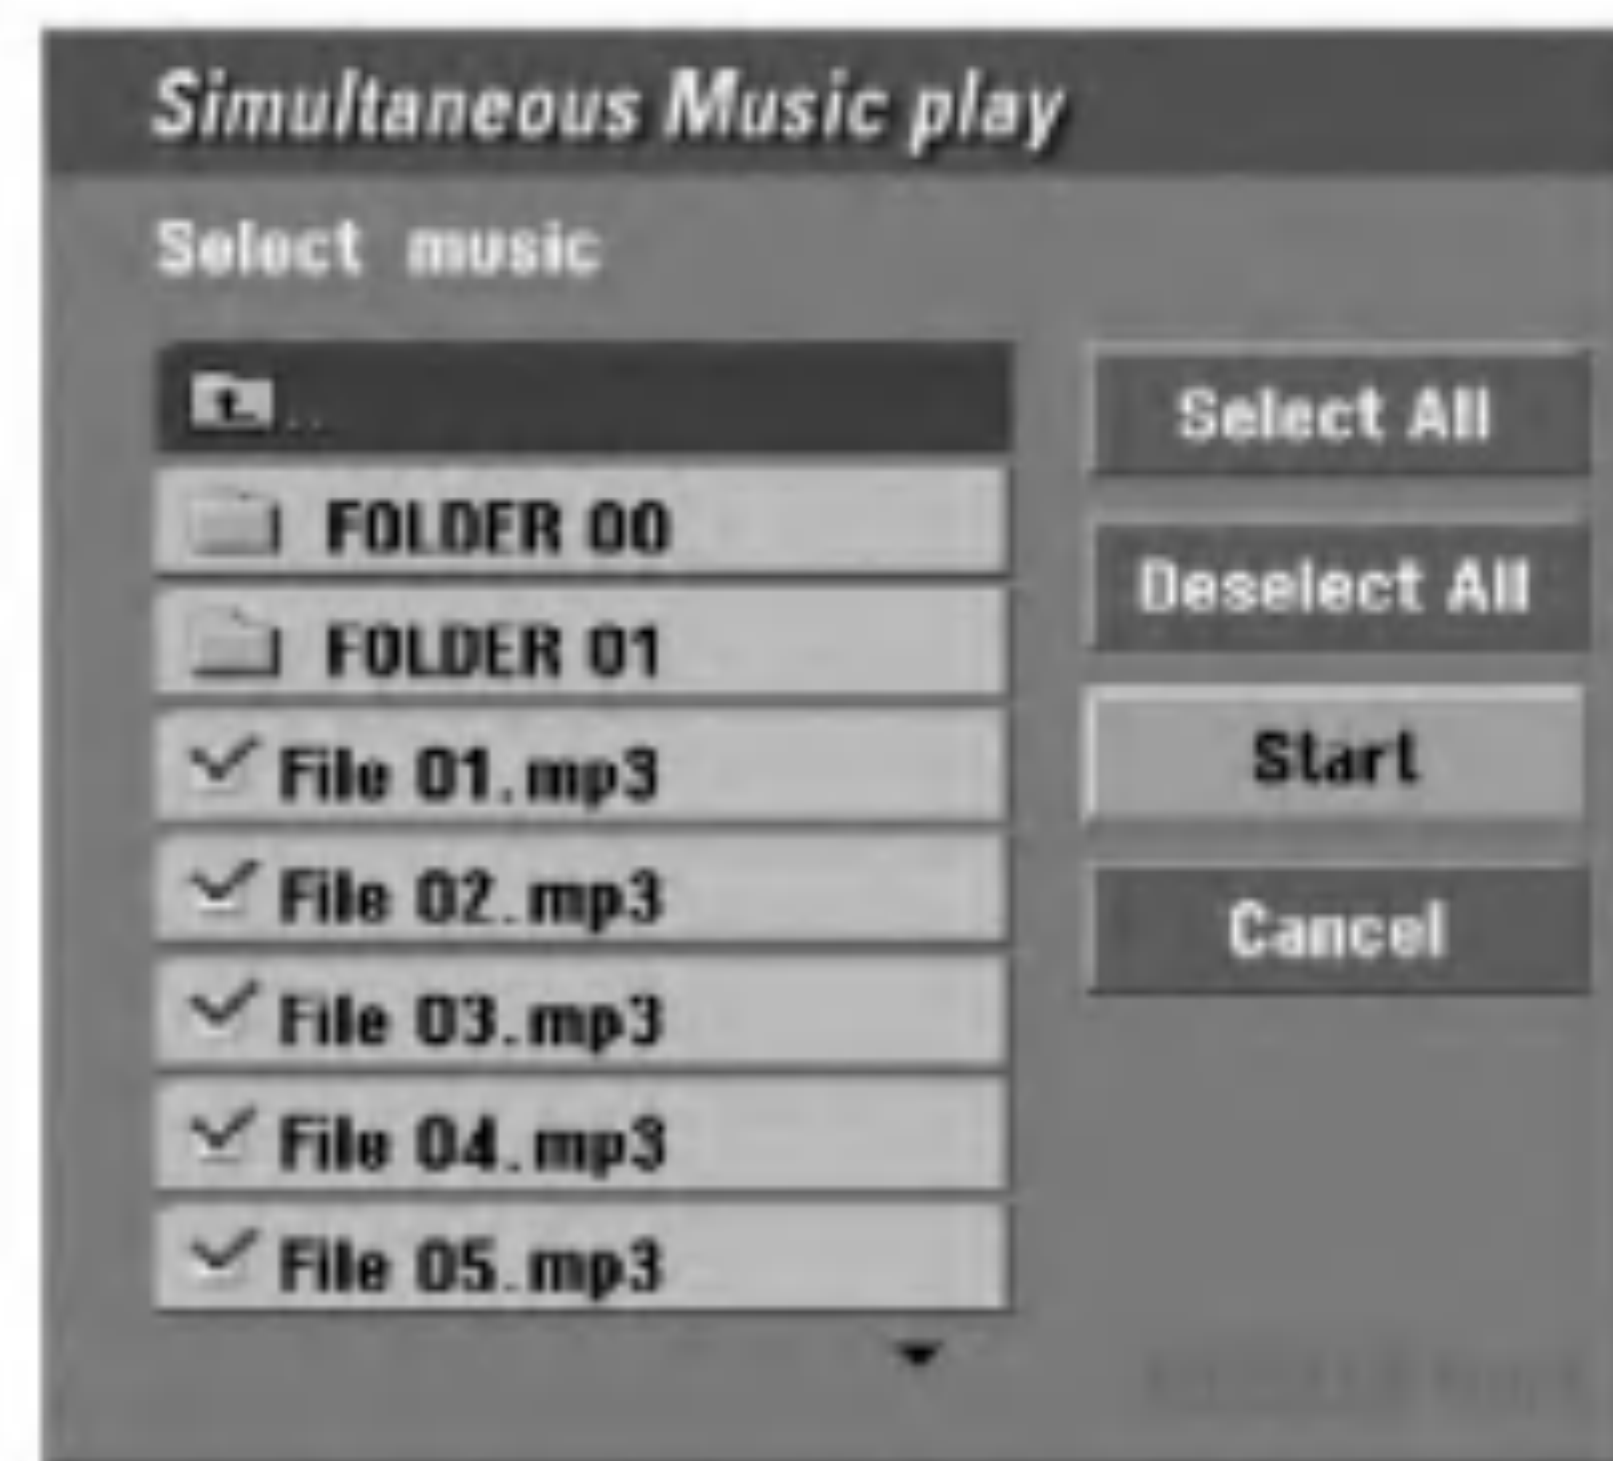 Simultaneous Music play
Select music
..
FOLDER 00
FOLDER 01
File 01.mp3
File 02.mp3
File 03.mp3
File 04.mp3
File 05.mp3
Select All
Deselect All
Start
Cancel